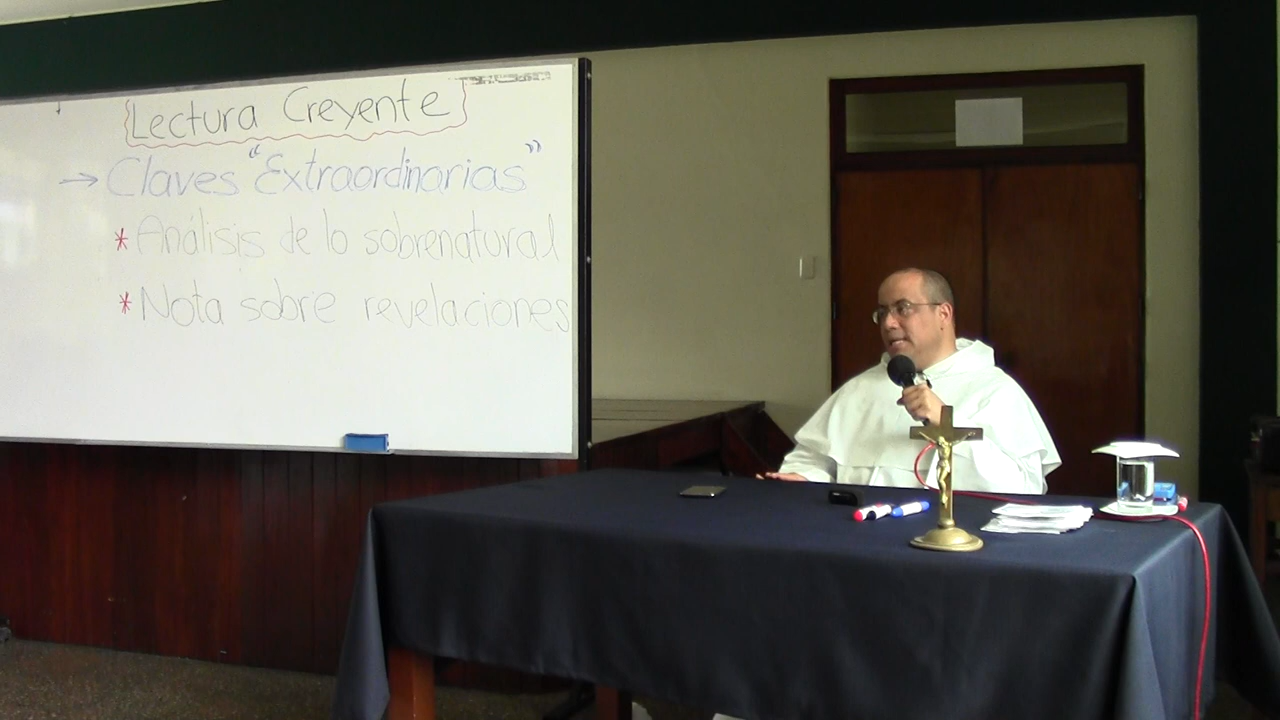 Lectura Creyente
→ Claves "Extraordinarias"
* Análisis de lo sobrenatural
* Nota sobre revelaciones